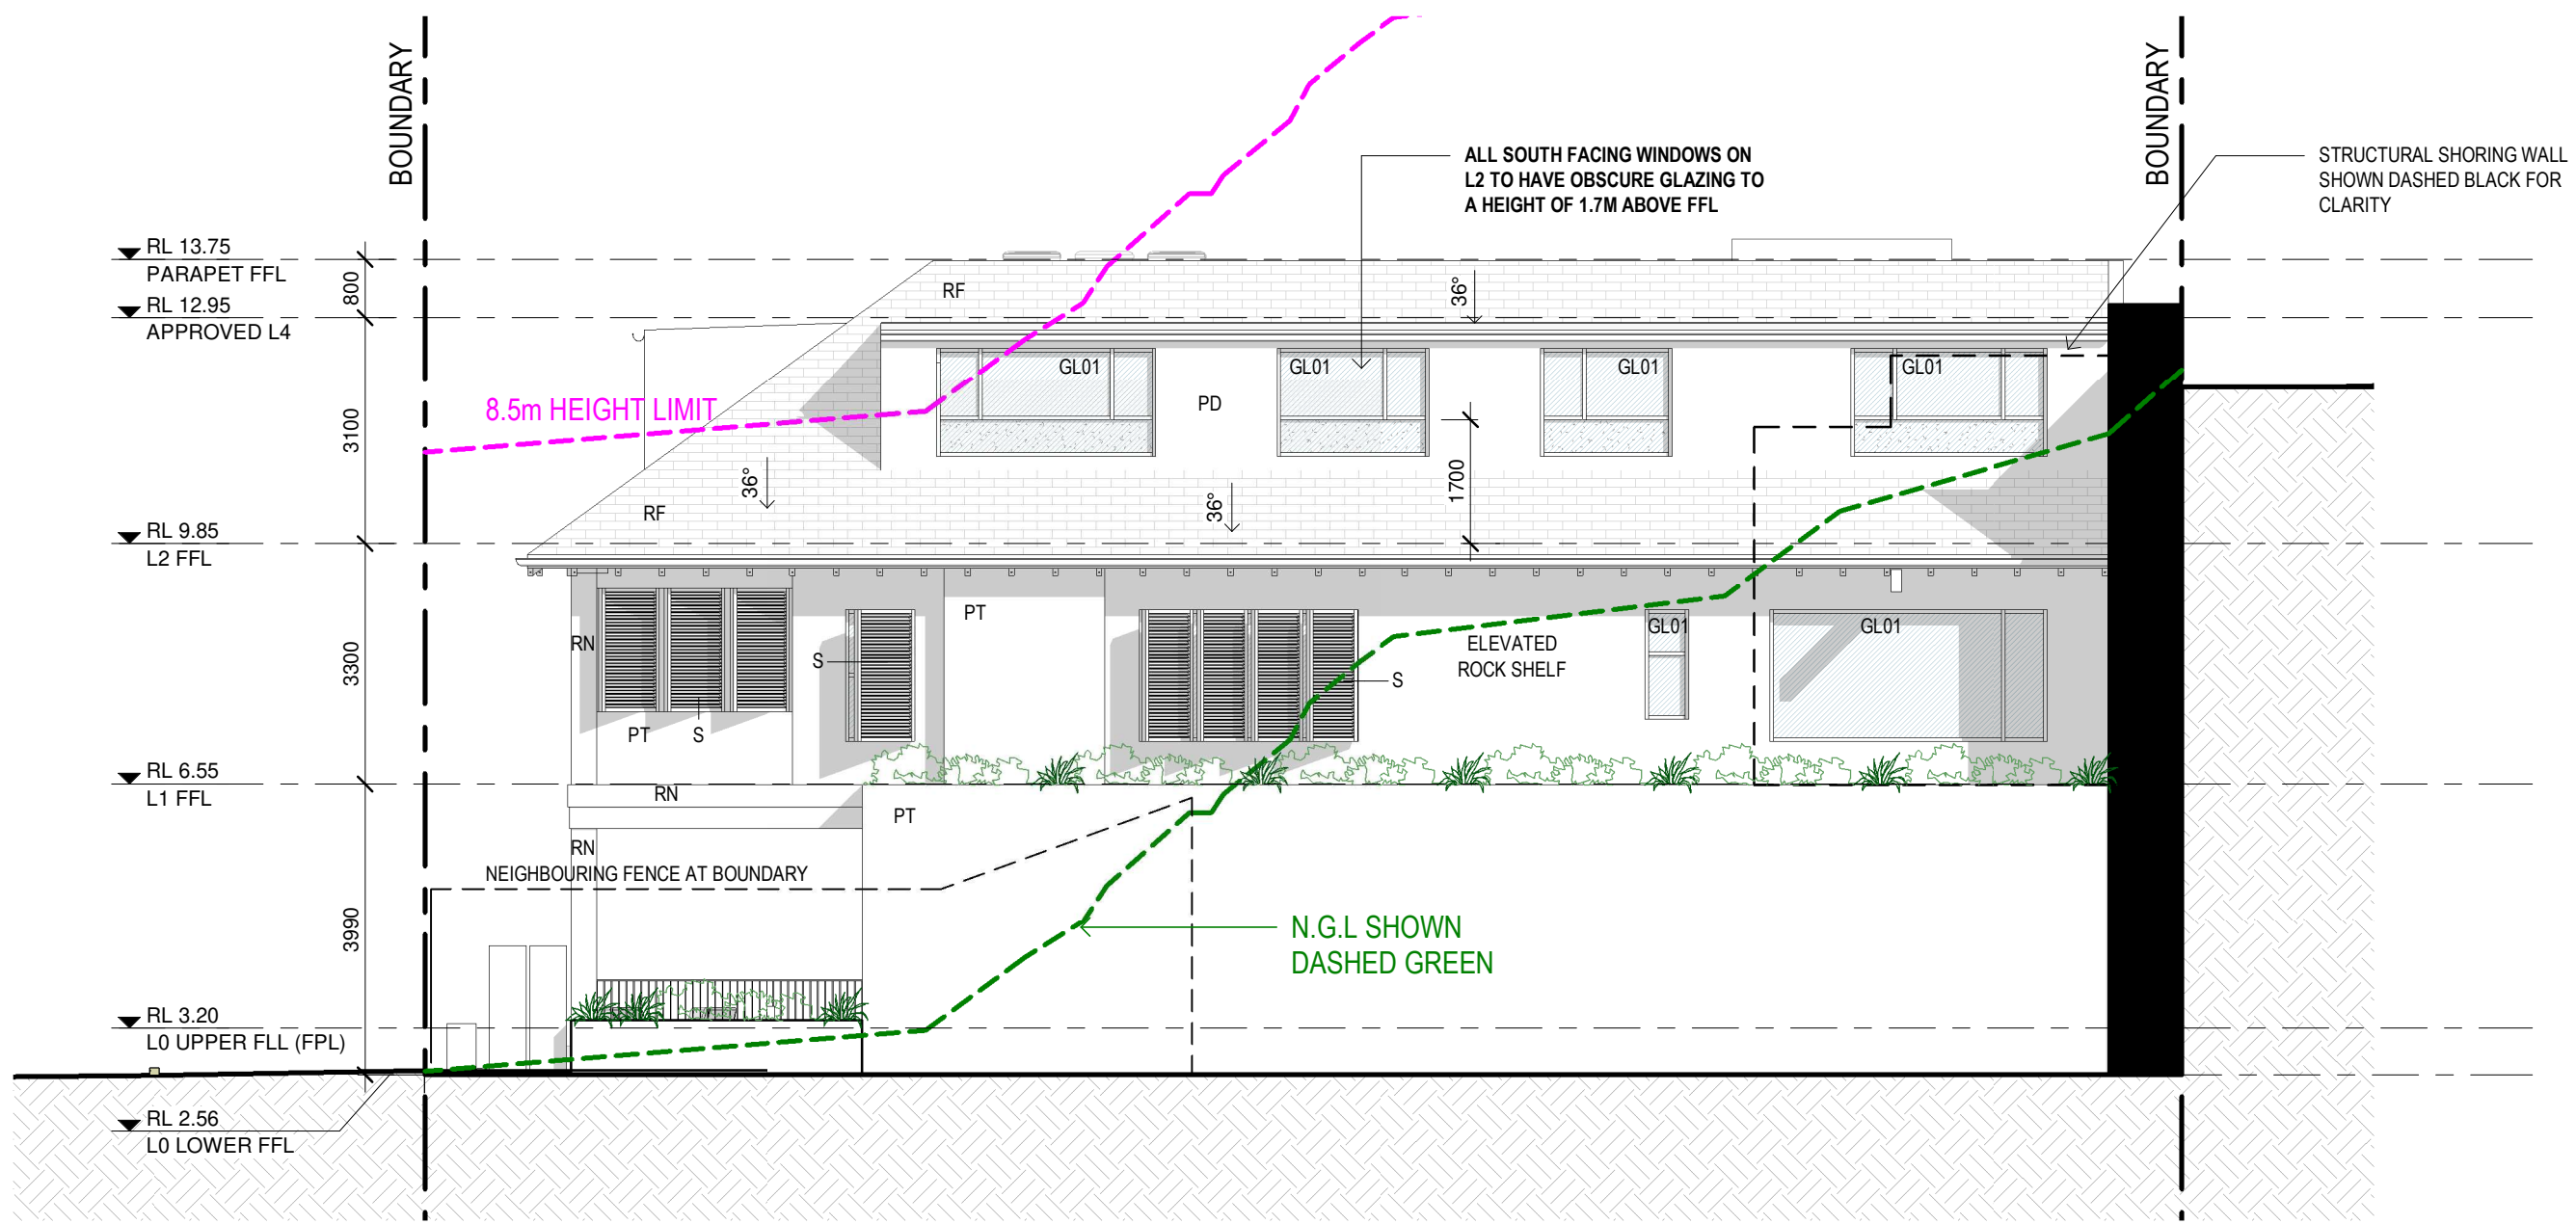 BOUNDARY
BOUNDARY
ALL SOUTH FACING WINDOWS ON
L2 TO HAVE OBSCURE GLAZING TO
A HEIGHT OF 1.7M ABOVE FFL
STRUCTURAL SHORING WALL
SHOWN DASHED BLACK FOR
CLARITY
RL 13.75
PARAPET FFL
800
RL 12.95
APPROVED L4
RF
36°
GL01
GL01
GL01
GL01
8.5m HEIGHT LIMIT
PD
3100
1700
36°
36°
RF
RL 9.85
L2 FFL
PT
RN
GL01
GL01
ELEVATED
ROCK SHELF
S
S
3300
PT
S
RL 6.55
L1 FFL
RN
PT
RN
NEIGHBOURING FENCE AT BOUNDARY
3990
N.G.L SHOWN
DASHED GREEN
RL 3.20
L0 UPPER FLL (FPL)
RL 2.56
L0 LOWER FFL